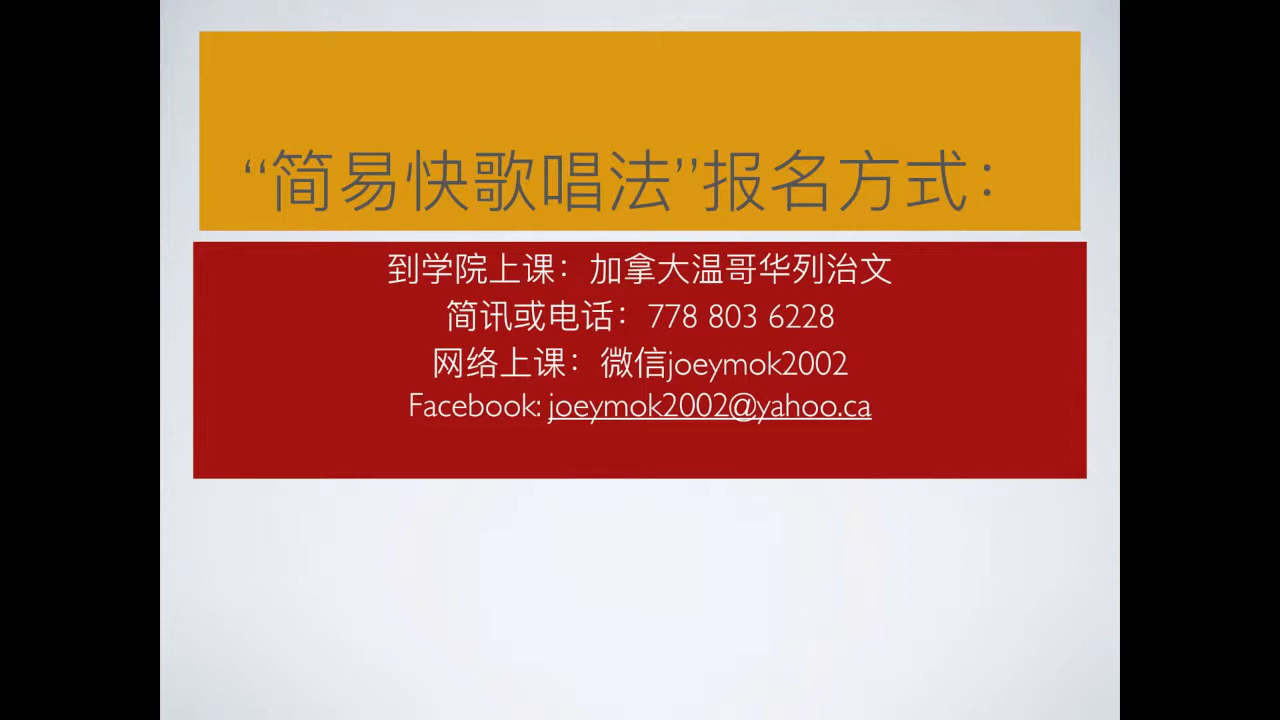 “简易快歌唱法”报名方式：
到学院上课：加拿大温哥华列治文
简讯或电话：778 803 6228
网络上课：微信joeymok2002
Facebook: joeymok2002@yahoo.ca